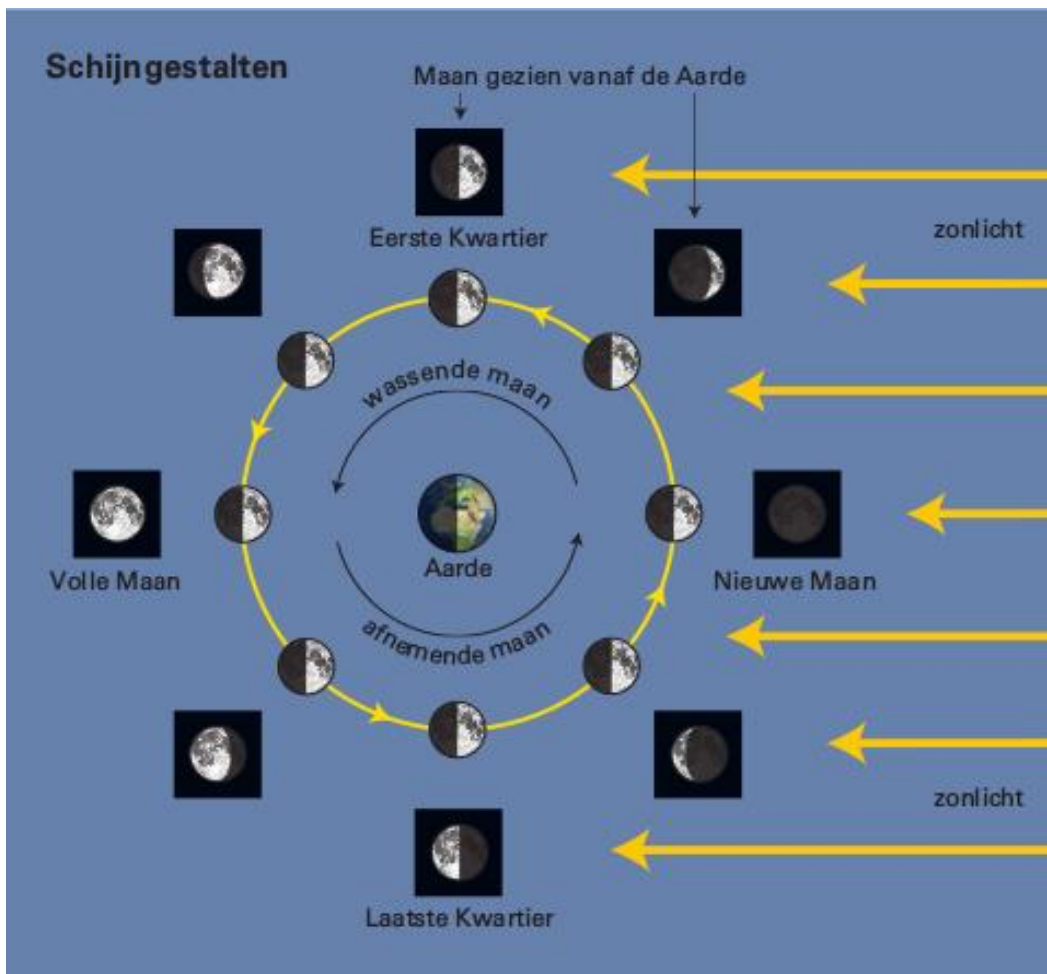 Schijngestalten
Maan gezien vanaf de Aarde
Eerste Kwartier
zonlicht
wassende maan
Volle Maan
Aarde
Nieuwe Maan
afnemende maan
zonlicht
Laatste Kwartier